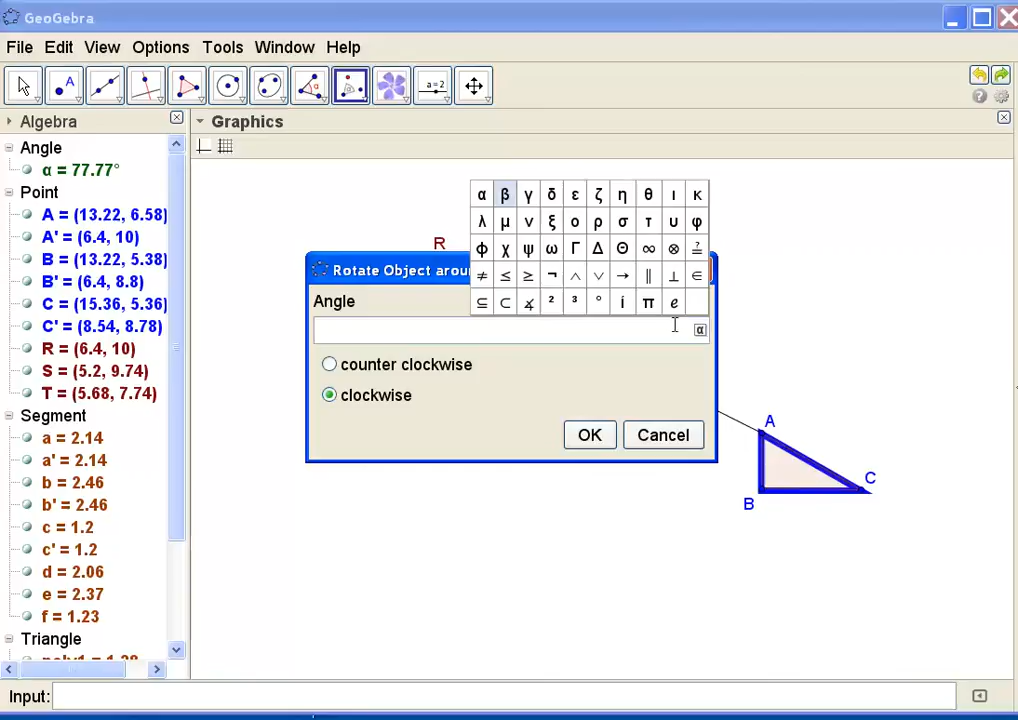 GeoGebra
File Edit View Options Tools Window Help
A
α
a=2
Algebra
Graphics
Angle
α = 77.77°
Point
A = (13.22, 6.58)
A' = (6.4, 10)
B = (13.22, 5.38)
B' = (6.4, 8.8)
C = (15.36, 5.36)
C' = (8.54, 8.78)
R = (6.4, 10)
S = (5.2, 9.74)
T = (5.68, 7.74)
Segment
a = 2.14
a' = 2.14
b = 2.46
b' = 2.46
c = 1.2
c' = 1.2
d = 2.06
e = 2.37
f = 1.23
Triangle
R
α β γ δ ε ζ η θ ι κ
λ μ ν ξ ο ρ σ τ υ φ
ϕ χ ψ ω Γ Δ Θ ∞ ⊗ ≟
≠ ≤ ≥ ¬ ∧ ∨ → ∥ ⊥ ∈
⊆ ⊂ ∡ ² ³ ° í π e
Rotate Object arou
Angle
α
counter clockwise
clockwise
OK Cancel
A
B
C
Input: